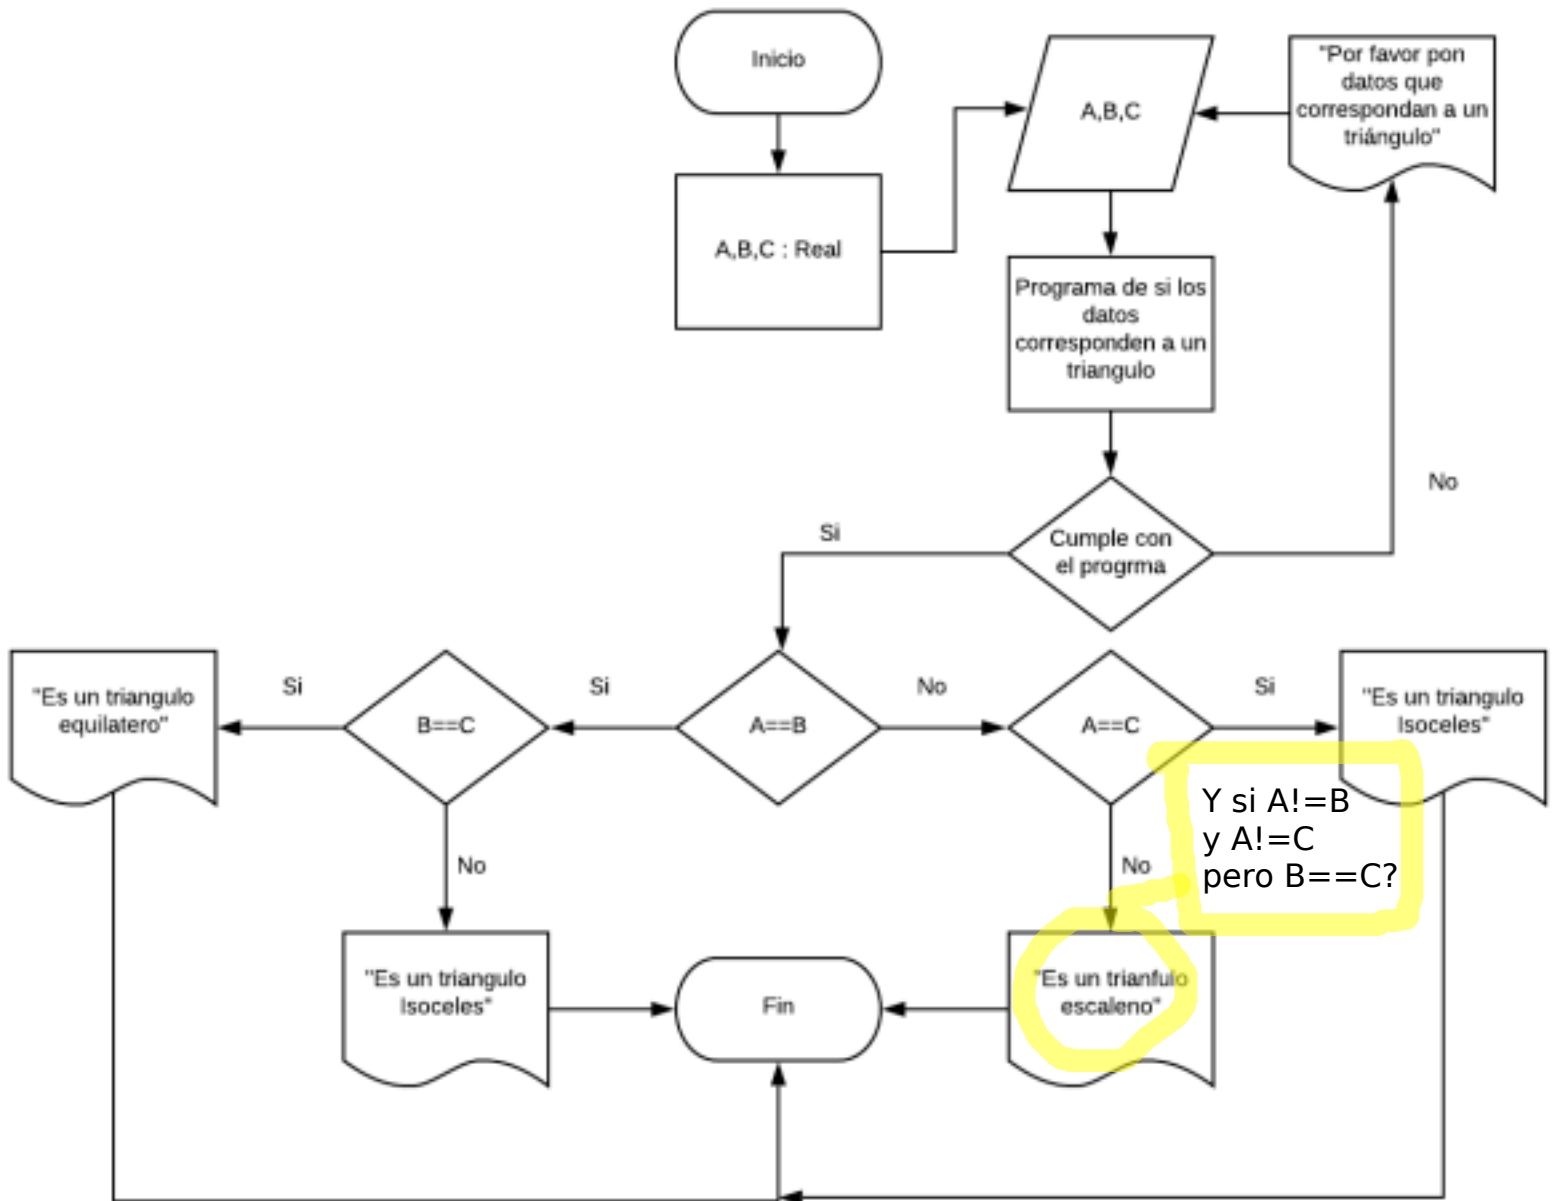 Inicio
A,B,C : Real
A,B,C
"Por favor pon
datos que
correspondan a un
triángulo"
Programa de si los
datos
corresponden a un
triangulo
Cumple con
el progrma
Si
No
"Es un triangulo
equilatero"
Si
B==C
Si
A==B
No
A==C
Si
"Es un triangulo
Isoceles"
No
No
Y si A!=B
y A!=C
pero B==C?
"Es un triangulo
Isoceles"
Fin
"Es un trianfulo
escaleno"